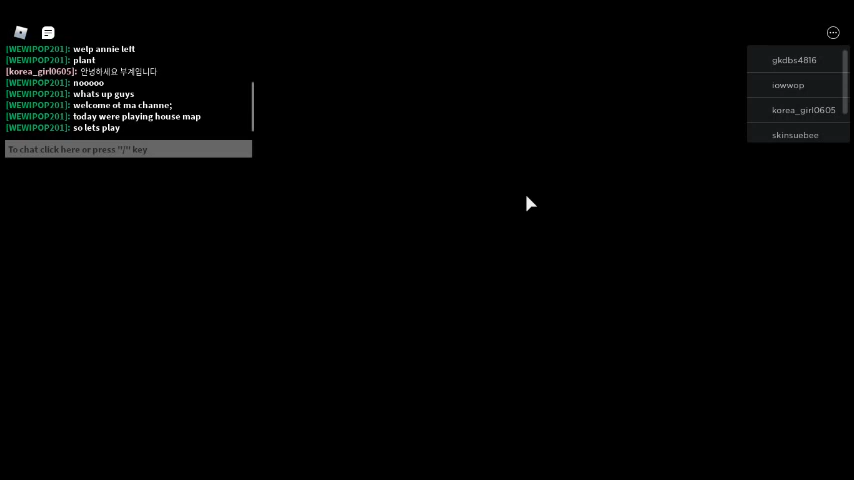 [WEWIPOP201]: welp annie left
[WEWIPOP201]: plant
[korea_girl0605]: 안녕하세요 부계입니다
[WEWIPOP201]: nooooo
[WEWIPOP201]: whats up guys
[WEWIPOP201]: welcome ot ma channe;
[WEWIPOP201]: today were playing house map
[WEWIPOP201]: so lets play
To chat click here or press "/" key
gkdbs4816
iowwop
korea_girl0605
skinsuebee